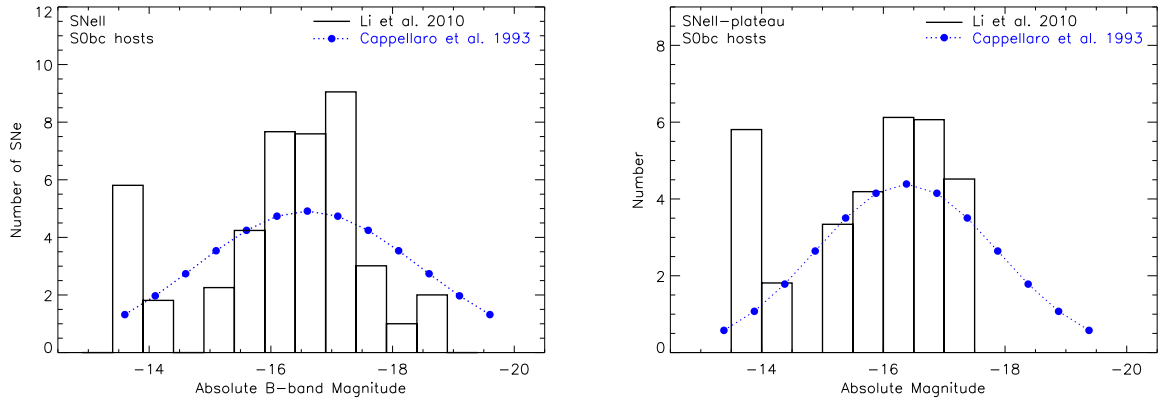 SNeII
S0bc hosts
Li et al. 2010
Cappellaro et al. 1993
12
10
8
6
4
2
0
Number of SNe
−14
−16
−18
−20
Absolute B−band Magnitude
SNeII−plateau
S0bc hosts
Li et al. 2010
Cappellaro et al. 1993
8
6
4
2
0
Number
−14
−16
−18
−20
Absolute Magnitude